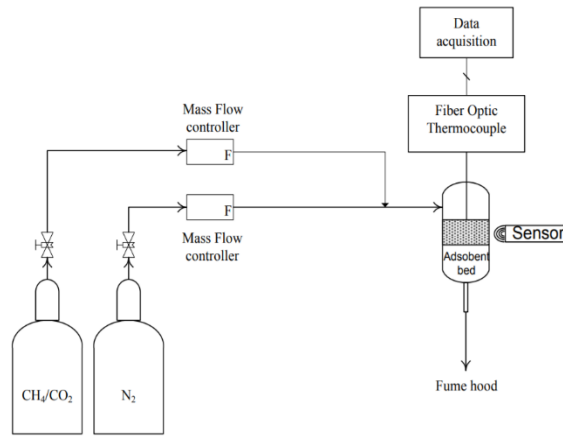 Data
acquisition
Fiber Optic
Thermocouple
Mass Flow
controller
F
F
Mass Flow
controller
Sensor
Adsobent
bed
CH₄/CO₂
N₂
Fume hood